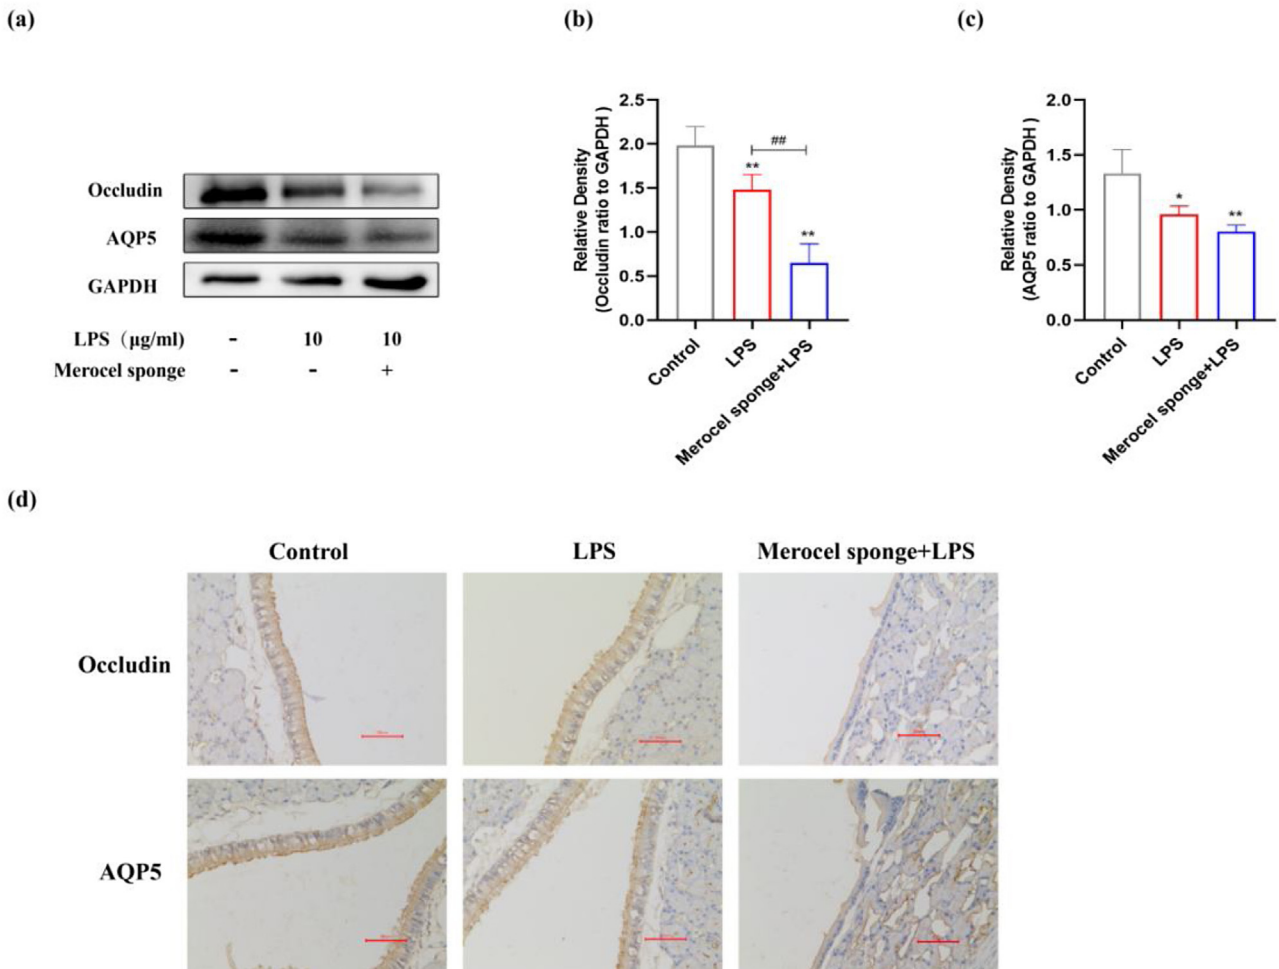 (a)
(b)
(c)
Occludin
AQP5
GAPDH
LPS（μg/ml) - 10 10
Merocel sponge - - +
Relative Density
(Occludin ratio to GAPDH )
2.5
2.0
1.5
1.0
0.5
0.0
**
##
**
Control
LPS
Merocel sponge+LPS
Relative Density
(AQP5 ratio to GAPDH )
2.0
1.5
1.0
0.5
0.0
*
**
Control
LPS
Merocel sponge+LPS
(d)
Control LPS Merocel sponge+LPS
Occludin
AQP5